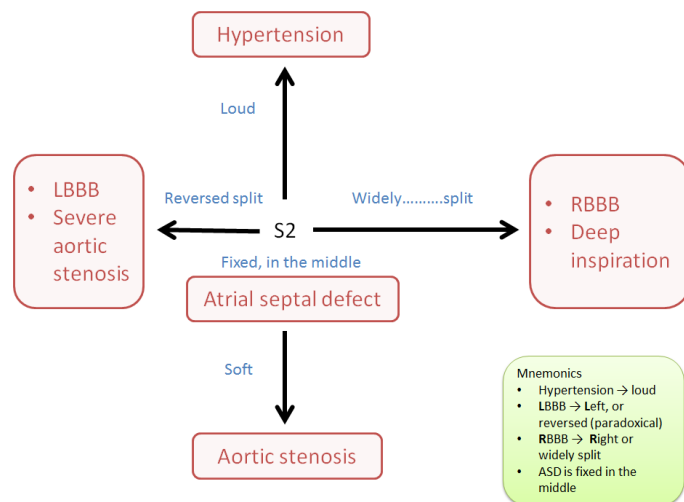 Hypertension
Loud
• LBBB
• Severe
aortic
stenosis
Reversed split
Widely..........split
S2
• RBBB
• Deep
inspiration
Fixed, in the middle
Atrial septal defect
Soft
Aortic stenosis
Mnemonics
• Hypertension → loud
• LBBB → Left, or
reversed (paradoxical)
• RBBB → Right or
widely split
• ASD is fixed in the
middle